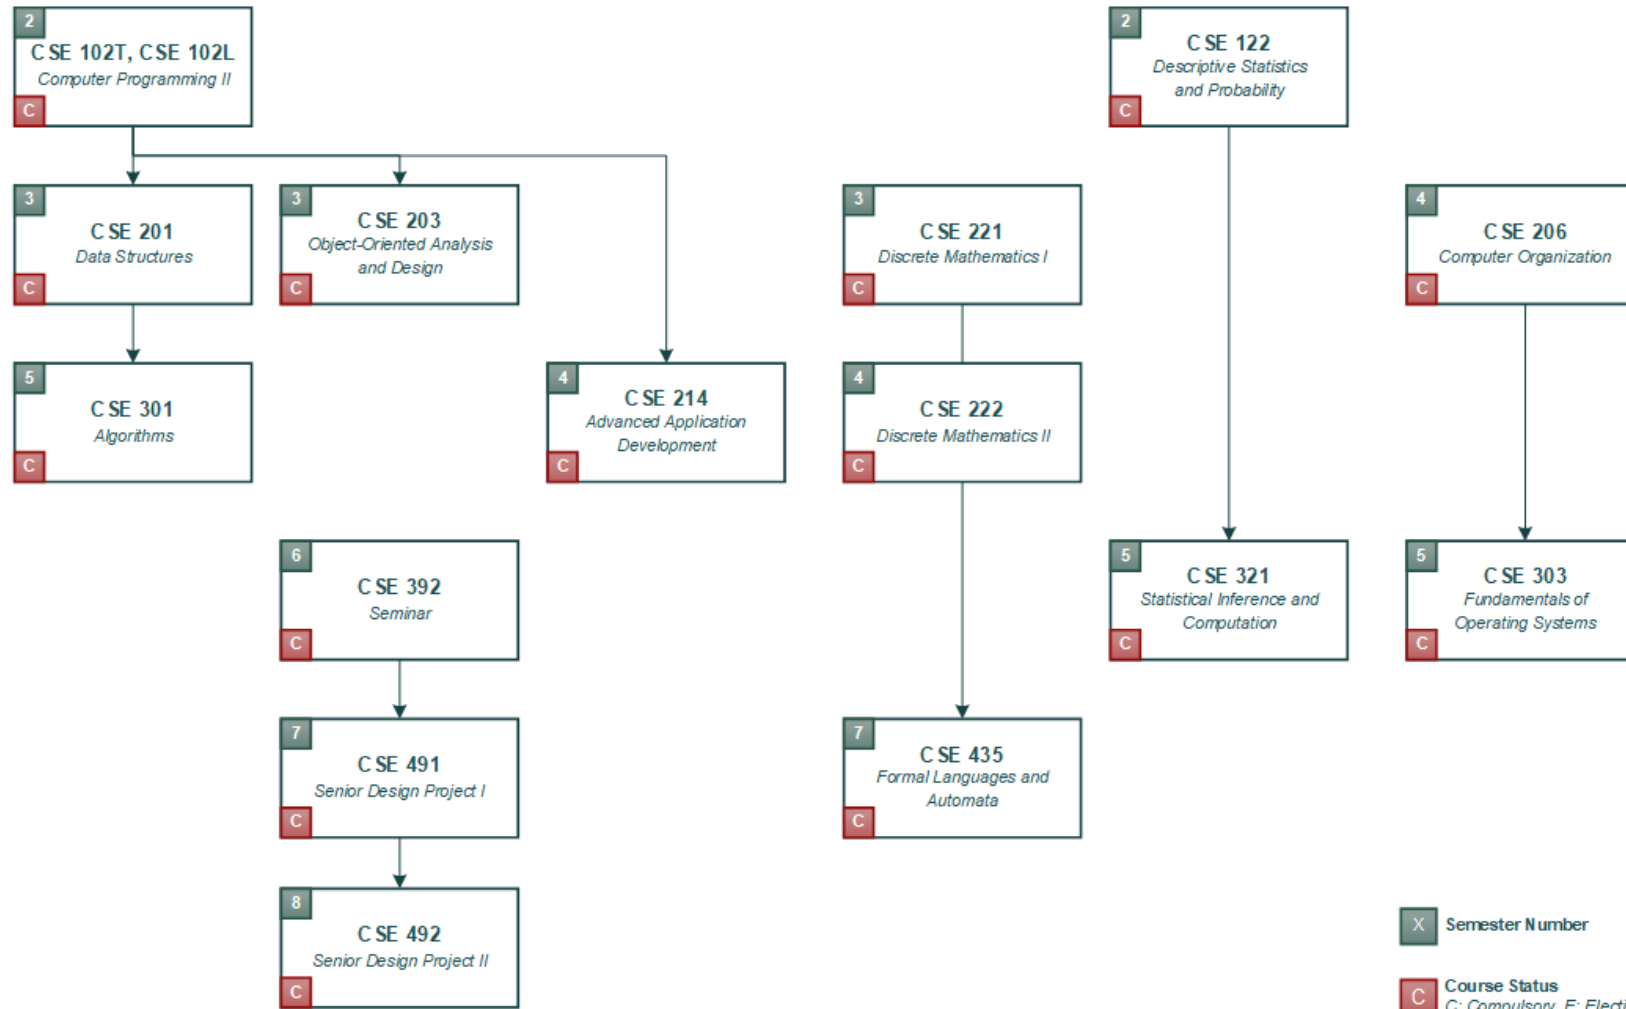 2
CSE 102T, CSE 102L
Computer Programming II
C
2
CSE 122
Descriptive Statistics
and Probability
C
3
CSE 201
Data Structures
C
3
CSE 203
Object-Oriented Analysis
and Design
C
3
CSE 221
Discrete Mathematics I
C
4
CSE 206
Computer Organization
C
5
CSE 301
Algorithms
C
4
CSE 214
Advanced Application
Development
C
4
CSE 222
Discrete Mathematics II
C
6
CSE 392
Seminar
C
5
CSE 321
Statistical Inference and
Computation
C
5
CSE 303
Fundamentals of
Operating Systems
C
7
CSE 491
Senior Design Project I
C
7
CSE 435
Formal Languages and
Automata
C
8
CSE 492
Senior Design Project II
C
X
Semester Number
C
Course Status
C: Compulsory, E: Electi